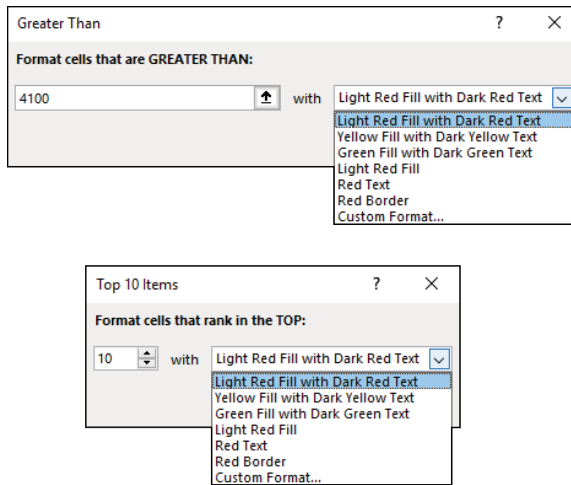 Greater Than
Format cells that are GREATER THAN:
4100 with Light Red Fill with Dark Red Text
Light Red Fill with Dark Red Text
Yellow Fill with Dark Yellow Text
Green Fill with Dark Green Text
Light Red Fill
Red Text
Red Border
Custom Format...
Top 10 Items
Format cells that rank in the TOP:
10 with Light Red Fill with Dark Red Text
Light Red Fill with Dark Red Text
Yellow Fill with Dark Yellow Text
Green Fill with Dark Green Text
Light Red Fill
Red Text
Red Border
Custom Format...